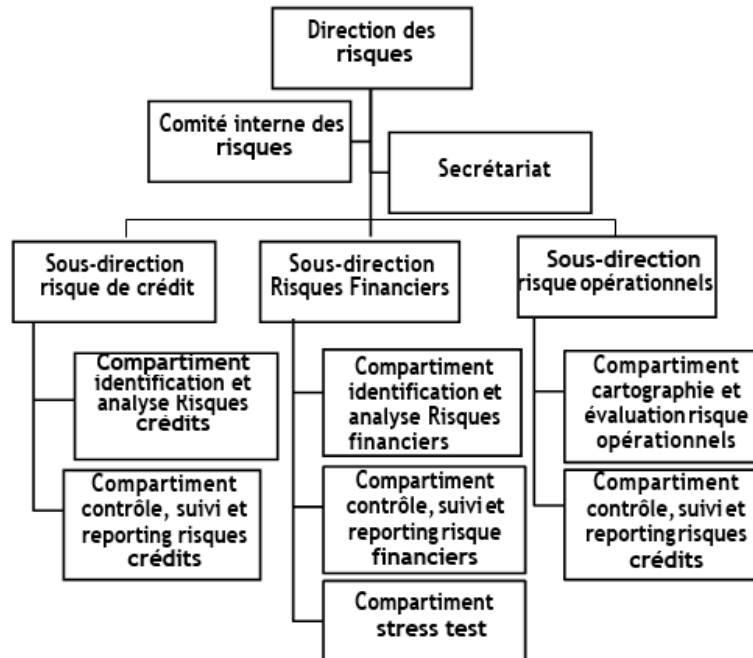 Direction des
risques
Comité interne des
risques
Secrétariat
Sous-direction
risque de crédit
Sous-direction
Risques Financiers
Sous-direction
risque opérationnels
Compartiment
identification et
analyse Risques
crédits
Compartiment
contrôle, suivi et
reporting risques
crédits
Compartiment
identification et
analyse Risques
financiers
Compartiment
contrôle, suivi et
reporting risque
financiers
Compartiment
stress test
Compartiment
cartographie et
évaluation risque
opérationnels
Compartiment
contrôle, suivi et
reporting risques
crédits